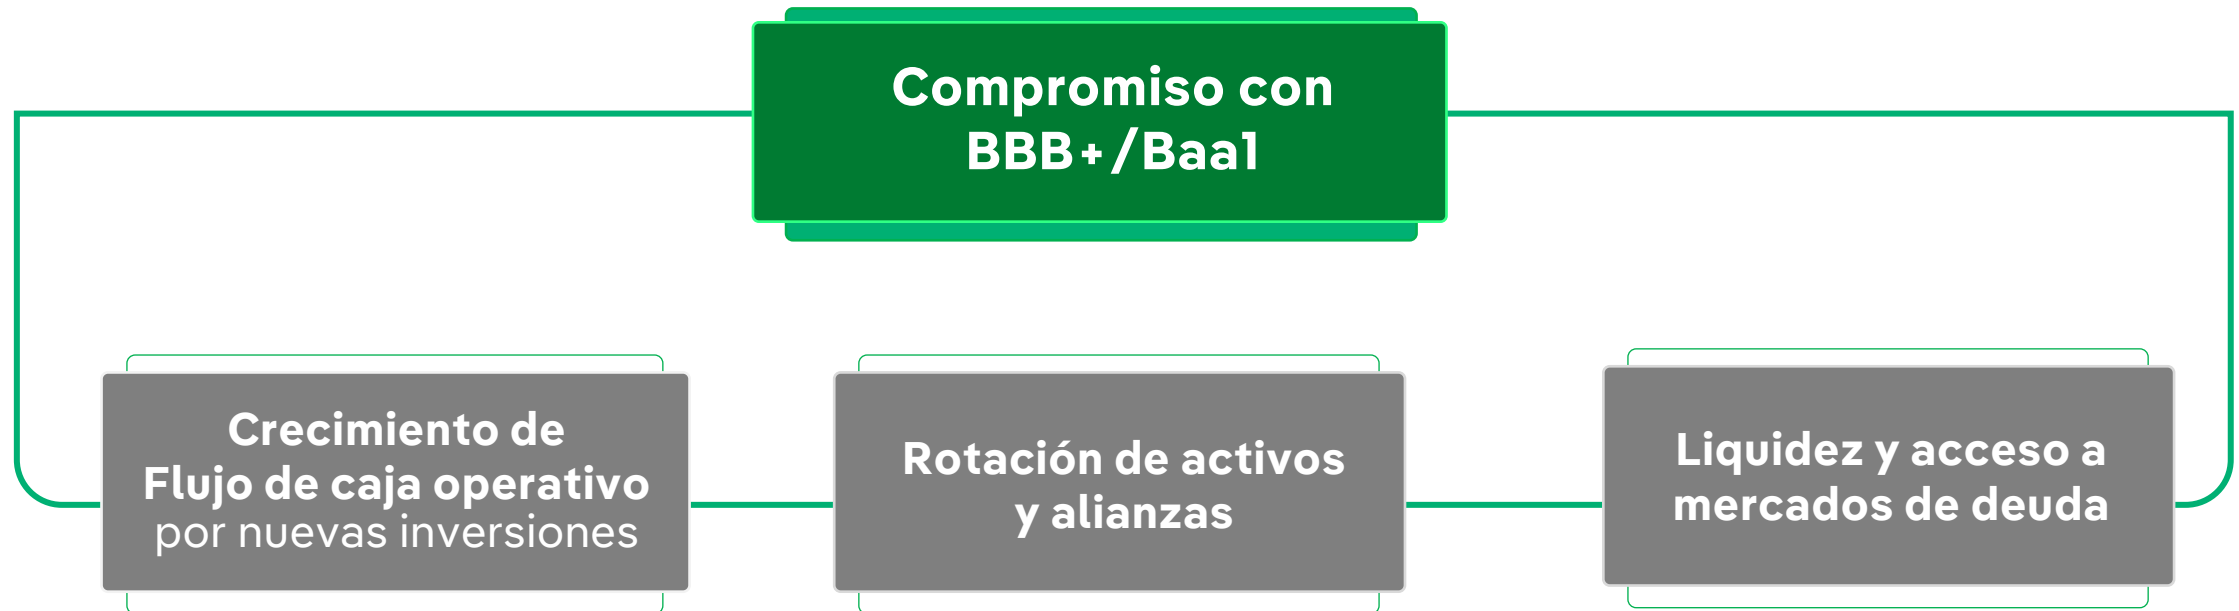 Compromiso con
BBB+/Baa1
Crecimiento de
Flujo de caja operativo
por nuevas inversiones
Rotación de activos
y alianzas
Liquidez y acceso a
mercados de deuda